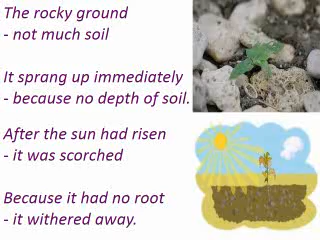 The rocky ground
- not much soil
It sprang up immediately
- because no depth of soil.
After the sun had risen
- it was scorched
Because it had no root
- it withered away.